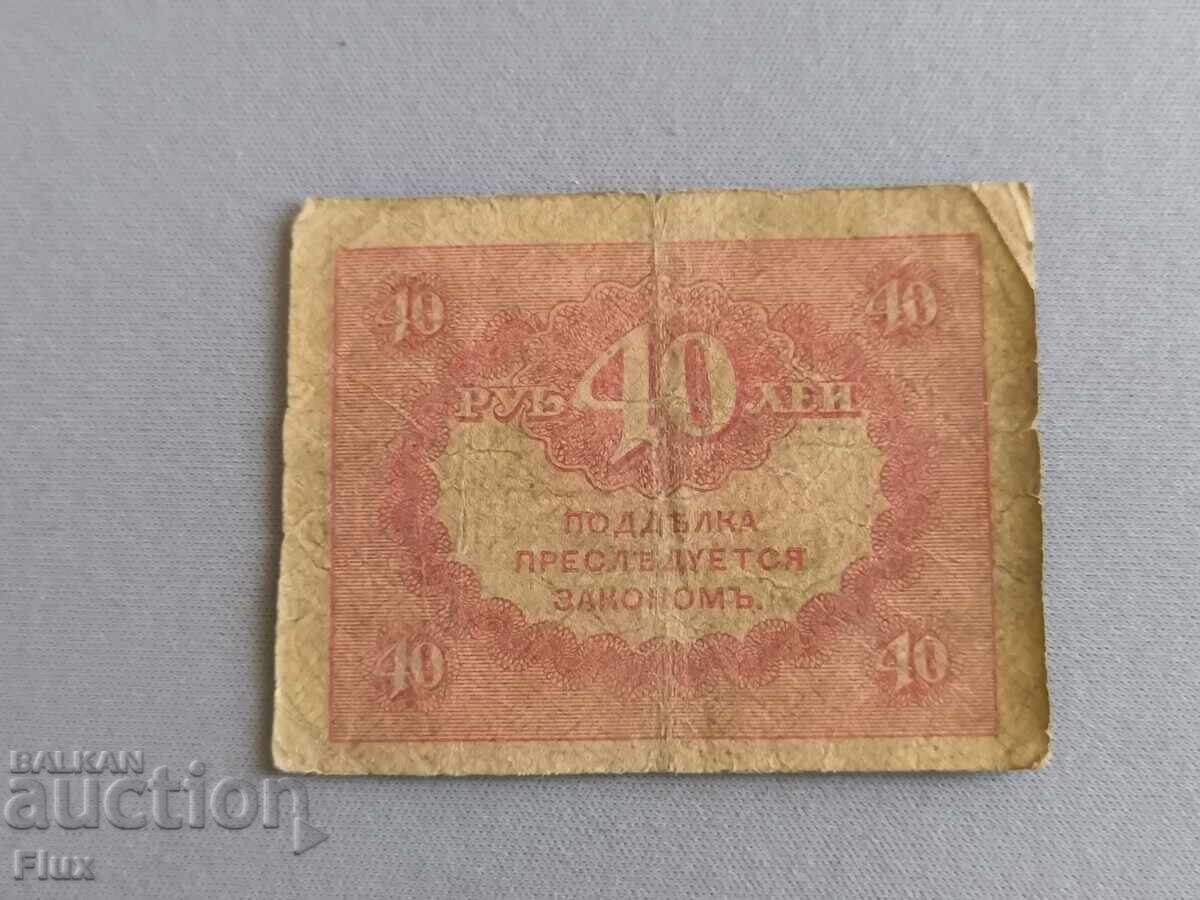 40 40
РУБ 40 ЛЕЙ
ПОДДѢЛКА
ПРЕСЛѢДУЕТСЯ
ЗАКОНОМЪ.
40 40
BALKAN
auction
Flux